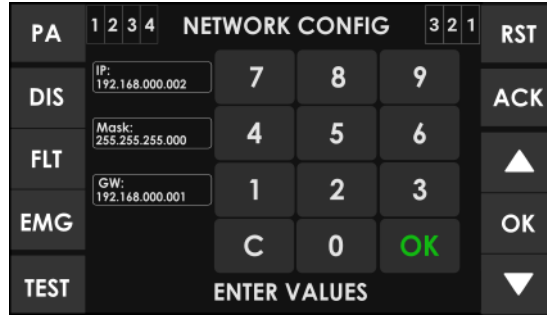 PA
1 2 3 4
NETWORK CONFIG
3 2 1
RST
DIS
IP:
192.168.000.002
7 8 9
ACK
Mask:
255.255.255.000
4 5 6
FLT
GW:
192.168.000.001
1 2 3
EMG
C 0 OK
OK
TEST
ENTER VALUES